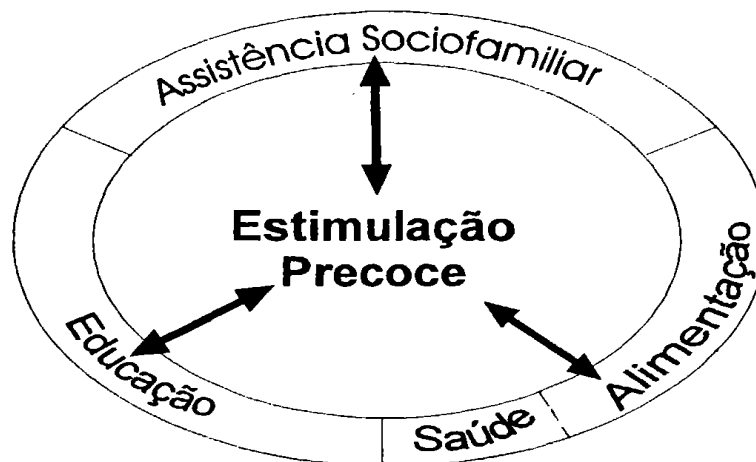 Assistência Sociofamiliar
Estimulação
Precoce
Educação
Saúde
Alimentação